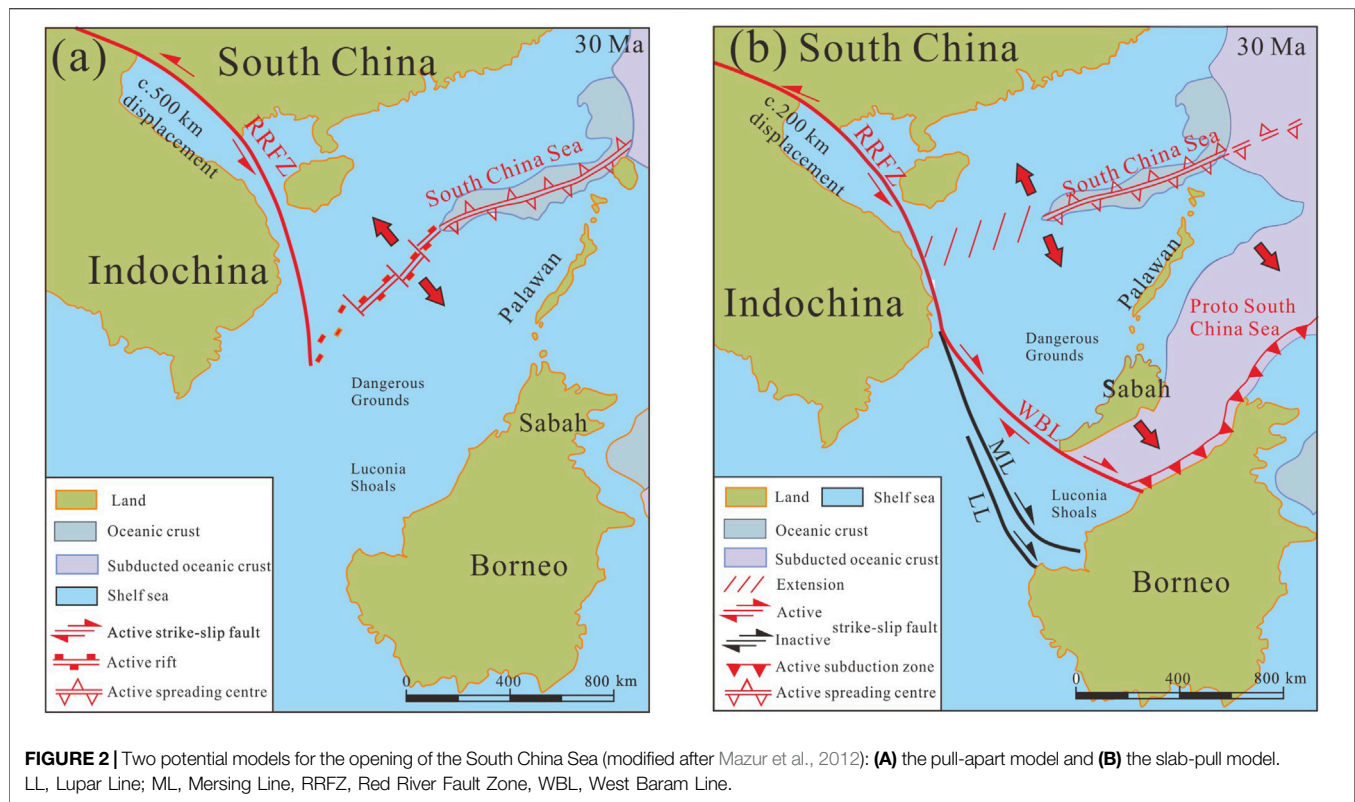 (a)
30 Ma
South China
c.500 km
displacement
RRFZ
South China Sea
Indochina
Palawan
Dangerous
Grounds
Sabah
Luconia
Shoals
Borneo
Land
Oceanic crust
Subducted oceanic crust
Shelf sea
Active strike-slip fault
Active rift
Active spreading centre
0 400 800 km
(b)
South China
30 Ma
c.200 km
displacement
RRFZ
South China Sea
Indochina
Palawan
Proto South
China Sea
Dangerous
Grounds
Sabah
WBL
ML
LL
Luconia
Shoals
Borneo
Land
Shelf sea
Oceanic crust
Subducted oceanic crust
Extension
Active
strike-slip fault
Inactive
Active subduction zone
Active spreading centre
0 400 800 km
FIGURE 2 | Two potential models for the opening of the South China Sea (modified after Mazur et al., 2012): (A) the pull-apart model and (B) the slab-pull model.
LL, Lupar Line; ML, Mersing Line, RRFZ, Red River Fault Zone, WBL, West Baram Line.